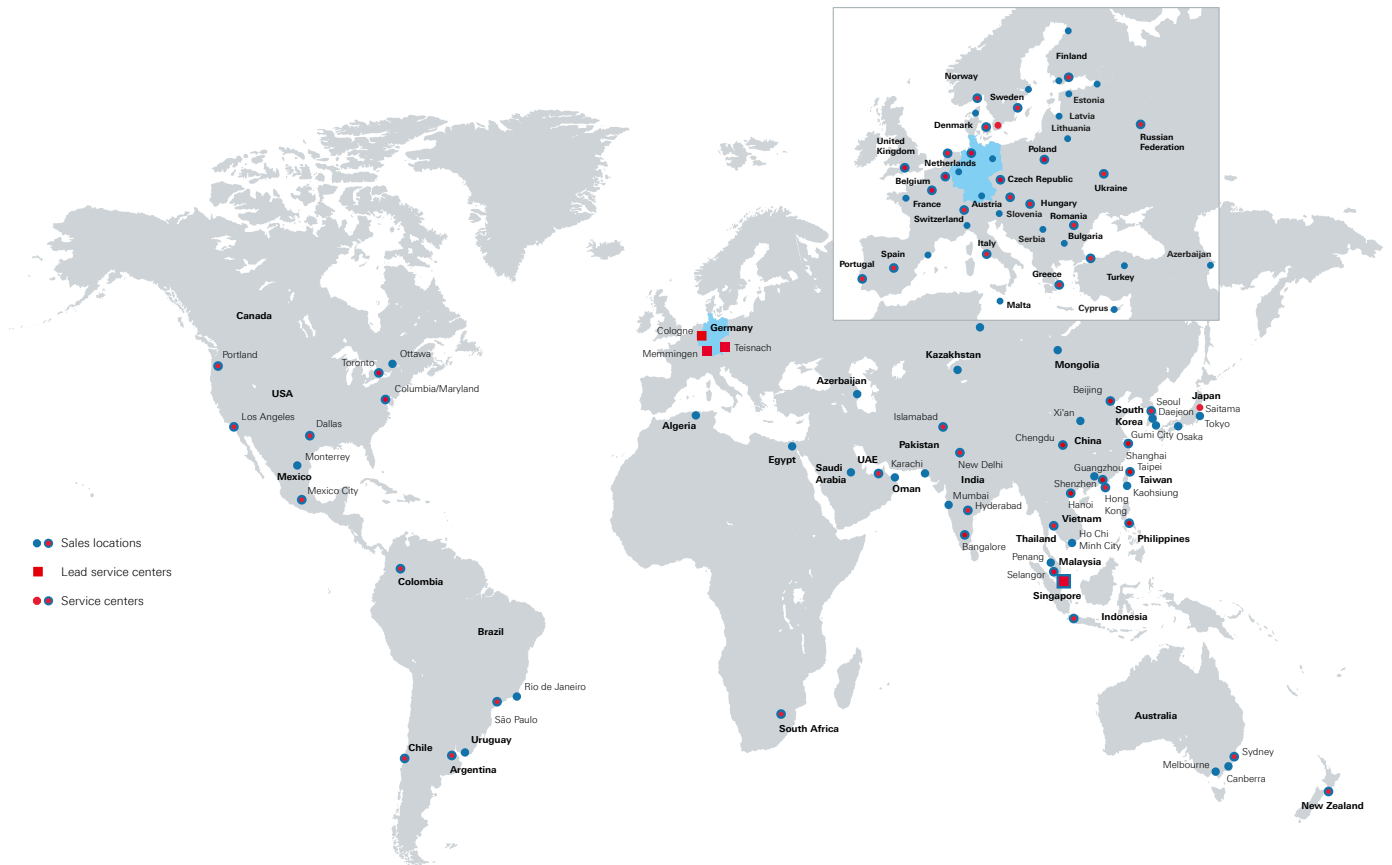 Finland
Norway
Sweden
Estonia
Latvia
Denmark
Lithuania
United
Kingdom
Russian
Federation
Poland
Netherlands
Belgium
Czech Republic
Ukraine
France
Austria
Hungary
Switzerland
Slovenia
Romania
Serbia
Bulgaria
Italy
Spain
Portugal
Azerbaijan
Greece
Turkey
Malta
Cyprus
Canada
Portland
Toronto
Ottawa
USA
Columbia/Maryland
Los Angeles
Dallas
Monterrey
Mexico
Mexico City
Cologne
Germany
Memmingen
Teisnach
Kazakhstan
Mongolia
Azerbaijan
Beijing
Japan
Algeria
Islamabad
Xi'an
South
Korea
Seoul
Daejeon
Saitama
Tokyo
Gumi City
Osaka
Chengdu
China
Pakistan
Shanghai
Egypt
UAE
Saudi
Arabia
Karachi
New Delhi
India
Guangzhou
Taipei
Taiwan
Oman
Shenzhen
Kaohsiung
Mumbai
Hyderabad
Hanoi
Hong
Kong
Vietnam
Bangalore
Thailand
Ho Chi
Minh City
Philippines
Penang
Malaysia
Selangor
Singapore
Indonesia
Sales locations
Lead service centers
Service centers
Colombia
Brazil
Rio de Janeiro
São Paulo
Uruguay
Chile
Argentina
South Africa
Australia
Sydney
Melbourne
Canberra
New Zealand